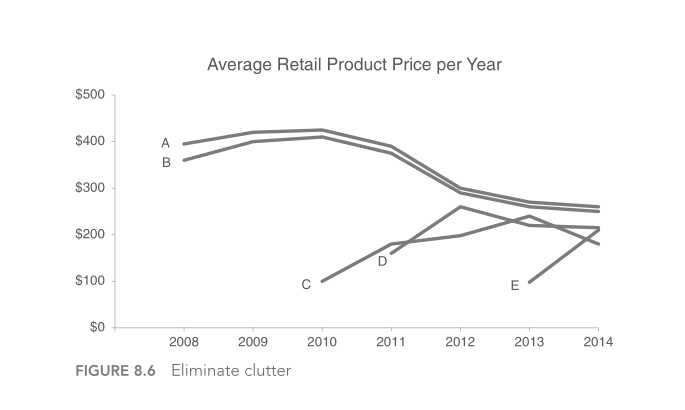 Average Retail Product Price per Year
$500
$400
$300
$200
$100
$0
A
B
C
D
E
2008 2009 2010 2011 2012 2013 2014
FIGURE 8.6 Eliminate clutter